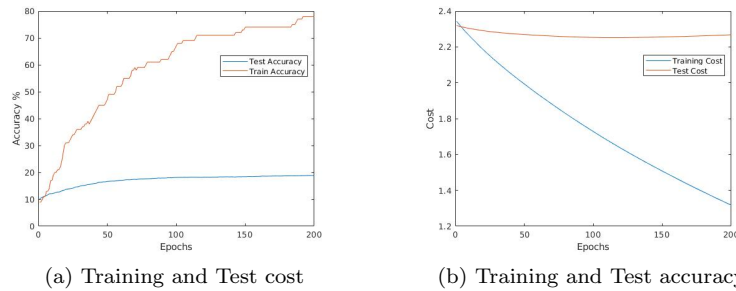 80
70
60
50
40
30
20
10
0
Accuracy %
0
50
100
150
200
Epochs
Test Accuracy
Train Accuracy
(a) Training and Test cost
2.4
2.2
2
1.8
1.6
1.4
1.2
Cost
0
50
100
150
200
Epochs
Training Cost
Test Cost
(b) Training and Test accuracy